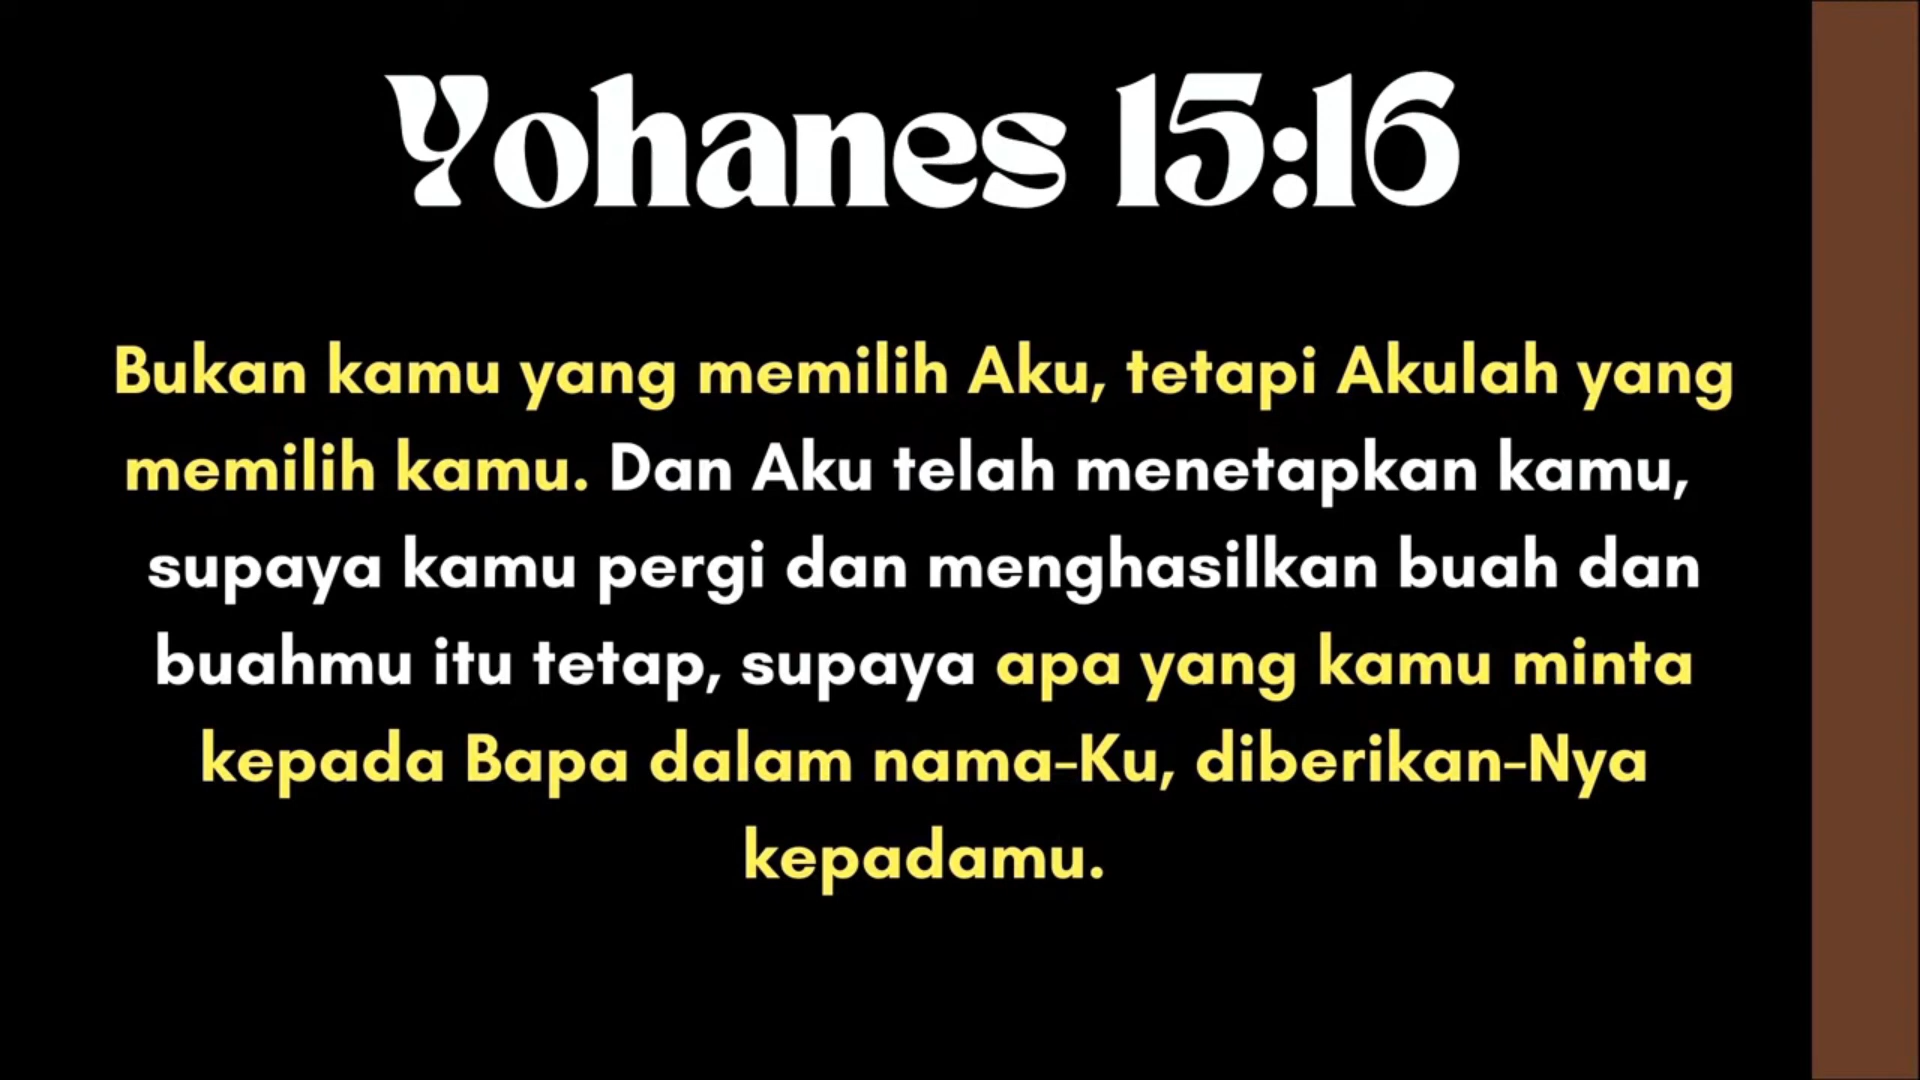 Yohanes 15:16
Bukan kamu yang memilih Aku, tetapi Akulah yang
memilih kamu. Dan Aku telah menetapkan kamu,
supaya kamu pergi dan menghasilkan buah dan
buahmu itu tetap, supaya apa yang kamu minta
kepada Bapa dalam nama-Ku, diberikan-Nya
kepadamu.